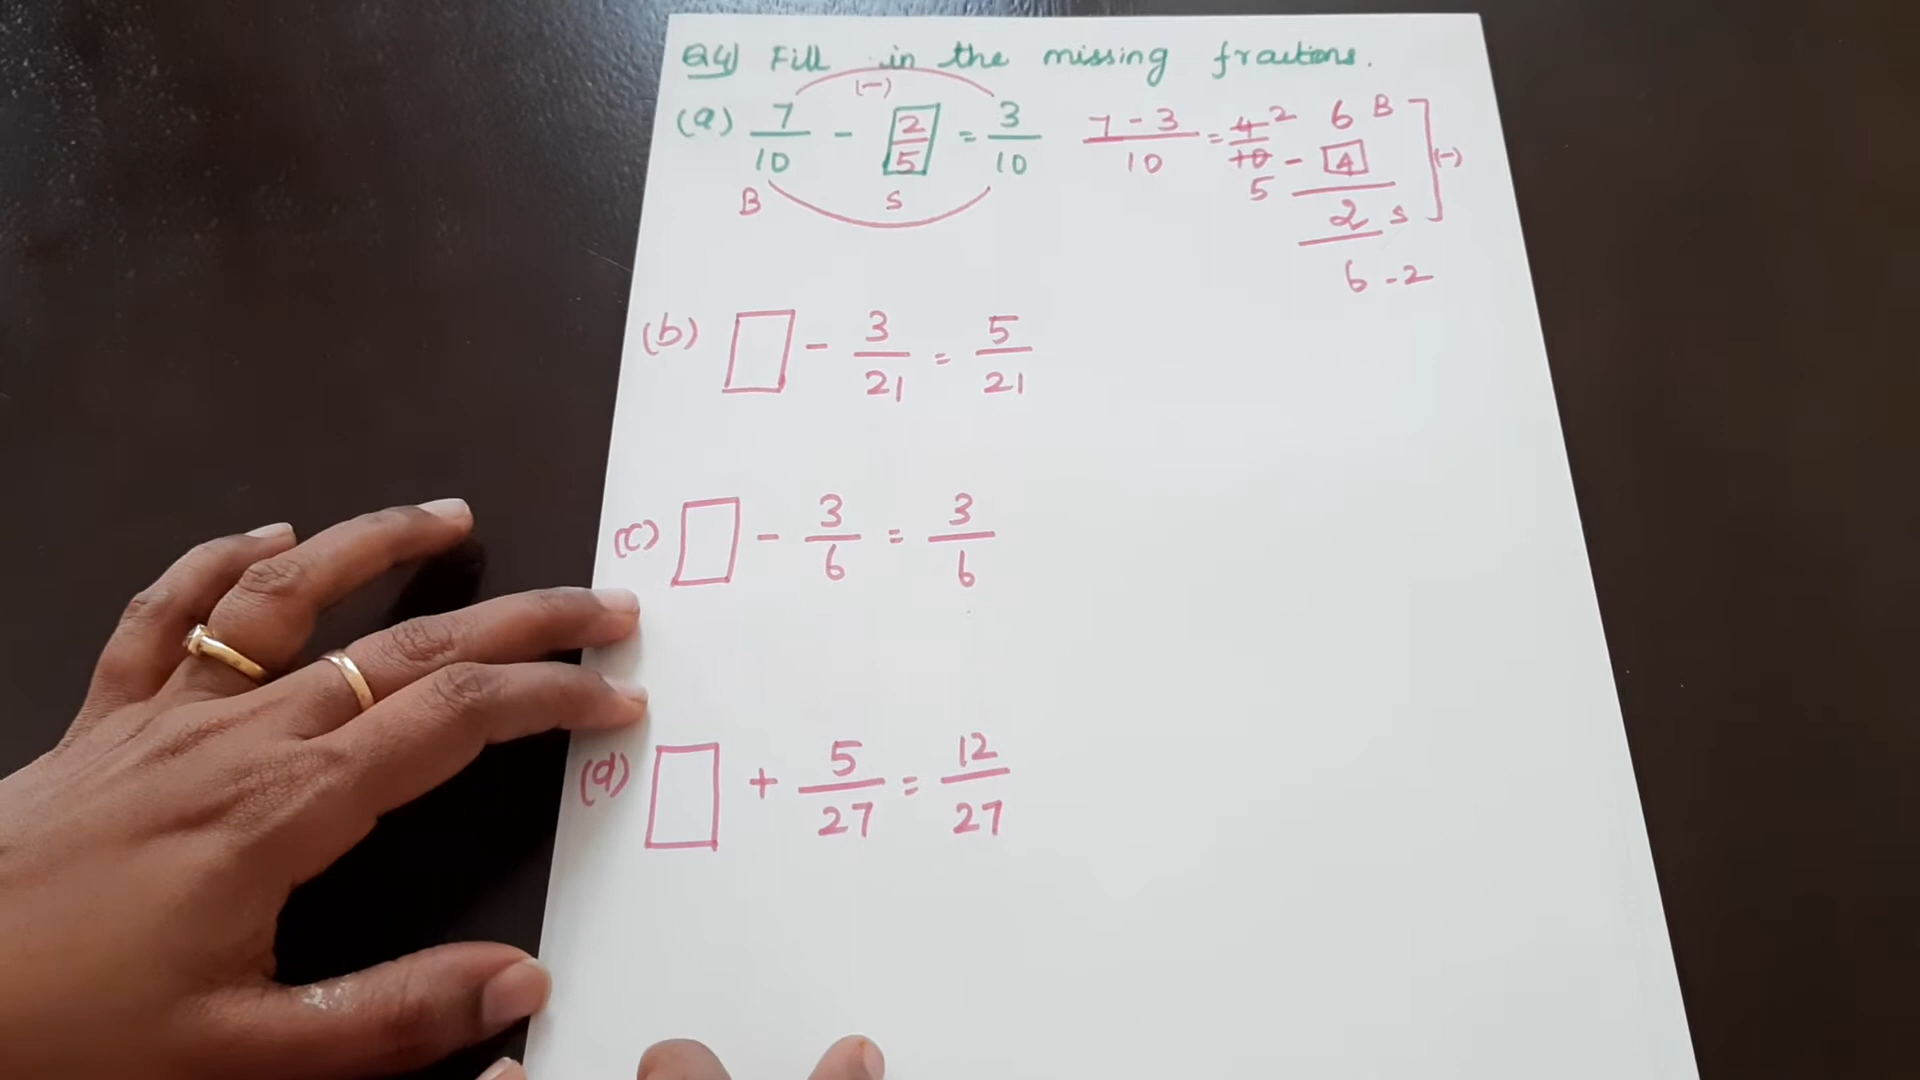 Q4) Fill in the missing fractions.
(a) 7/10 - 2/5 = 3/10
(-)
B S
7 - 3/10 = 4/10 2 5
6 B
- 4
2 S
(-)
6 - 2
(b) □ - 3/21 = 5/21
(c) □ - 3/6 = 3/6
(d) □ + 5/27 = 12/27